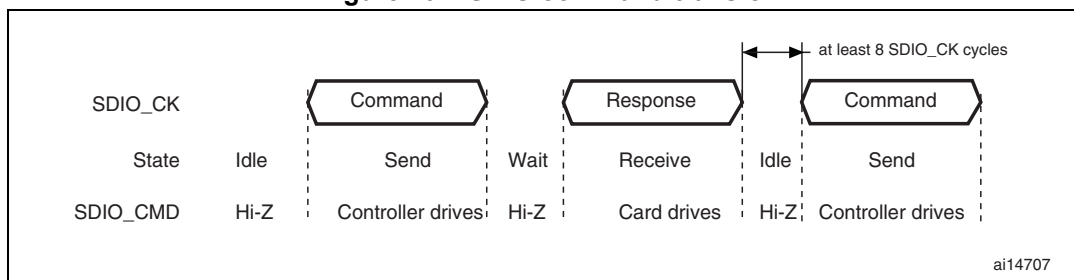 at least 8 SDIO_CK cycles
SDIO_CK Command Response Command
State Idle Send Wait Receive Idle Send
SDIO_CMD Hi-Z Controller drives Hi-Z Card drives Hi-Z Controller drives
ai14707